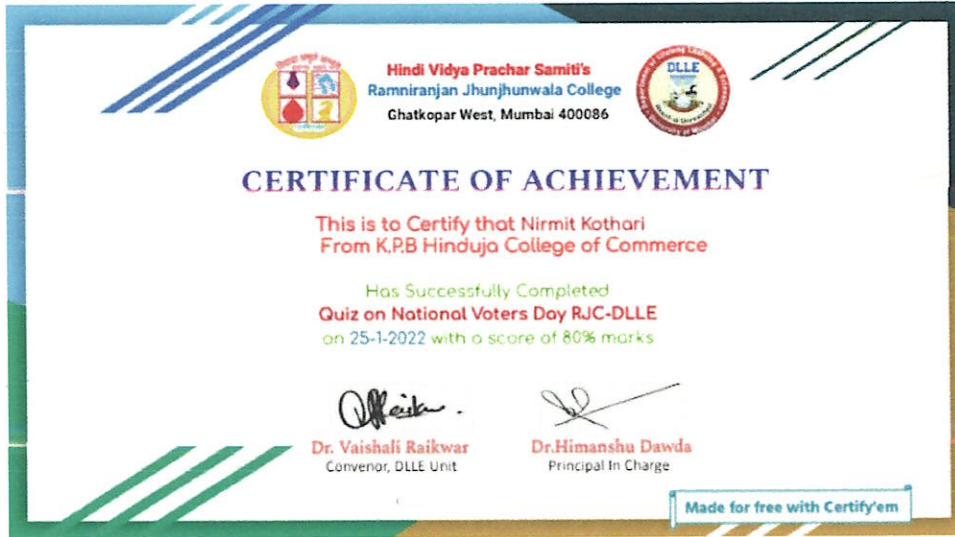 Hindi Vidya Prachar Samiti's
Ramniranjan Jhunjhunwala College
Ghatkopar West, Mumbai 400086
DLLE
CERTIFICATE OF ACHIEVEMENT
This is to Certify that Nirmit Kothari
From K.P.B Hinduja College of Commerce
Has Successfully Completed
Quiz on National Voters Day RJC-DLLE
on 25-1-2022 with a score of 80% marks
Dr. Vaishali Raikwar
Convenor, DLLE Unit
Dr.Himanshu Dawda
Principal In Charge
Made for free with Certify'em